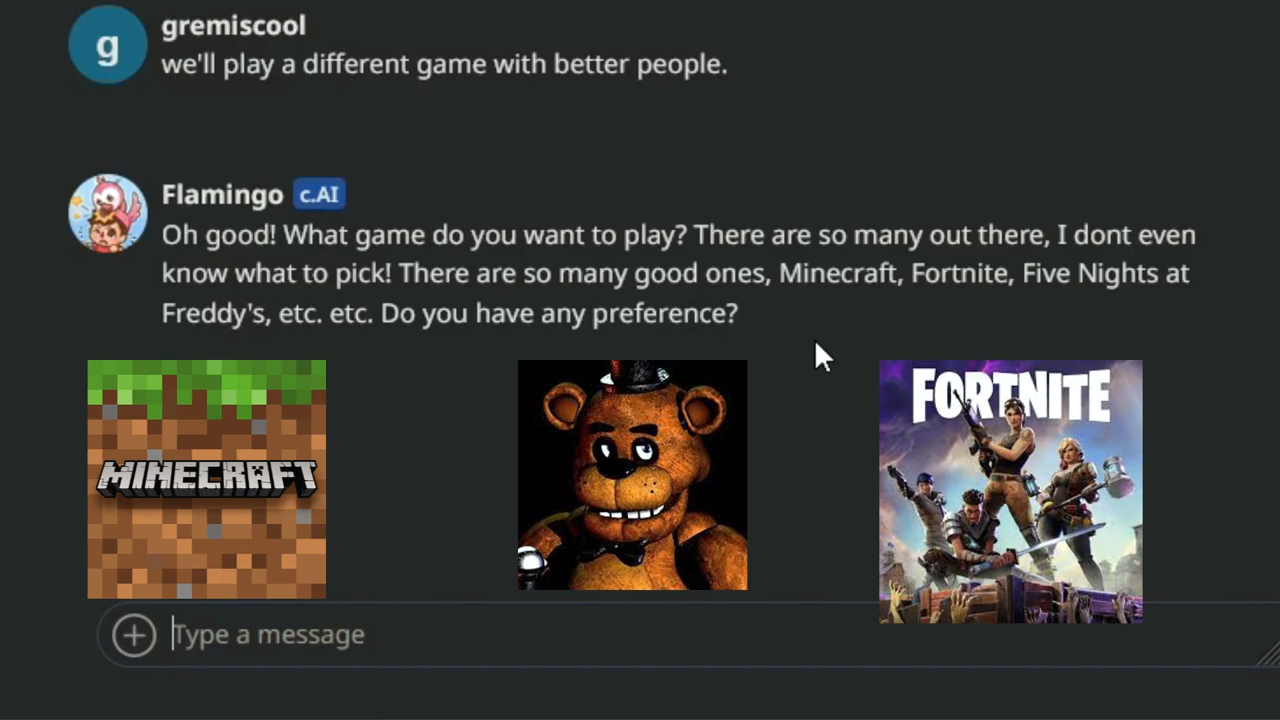 g
gremiscool
we'll play a different game with better people.
Flamingo c.AI
Oh good! What game do you want to play? There are so many out there, I dont even
know what to pick! There are so many good ones, Minecraft, Fortnite, Five Nights at
Freddy's, etc. etc. Do you have any preference?
MINECRAFT
FORTNITE
Type a message